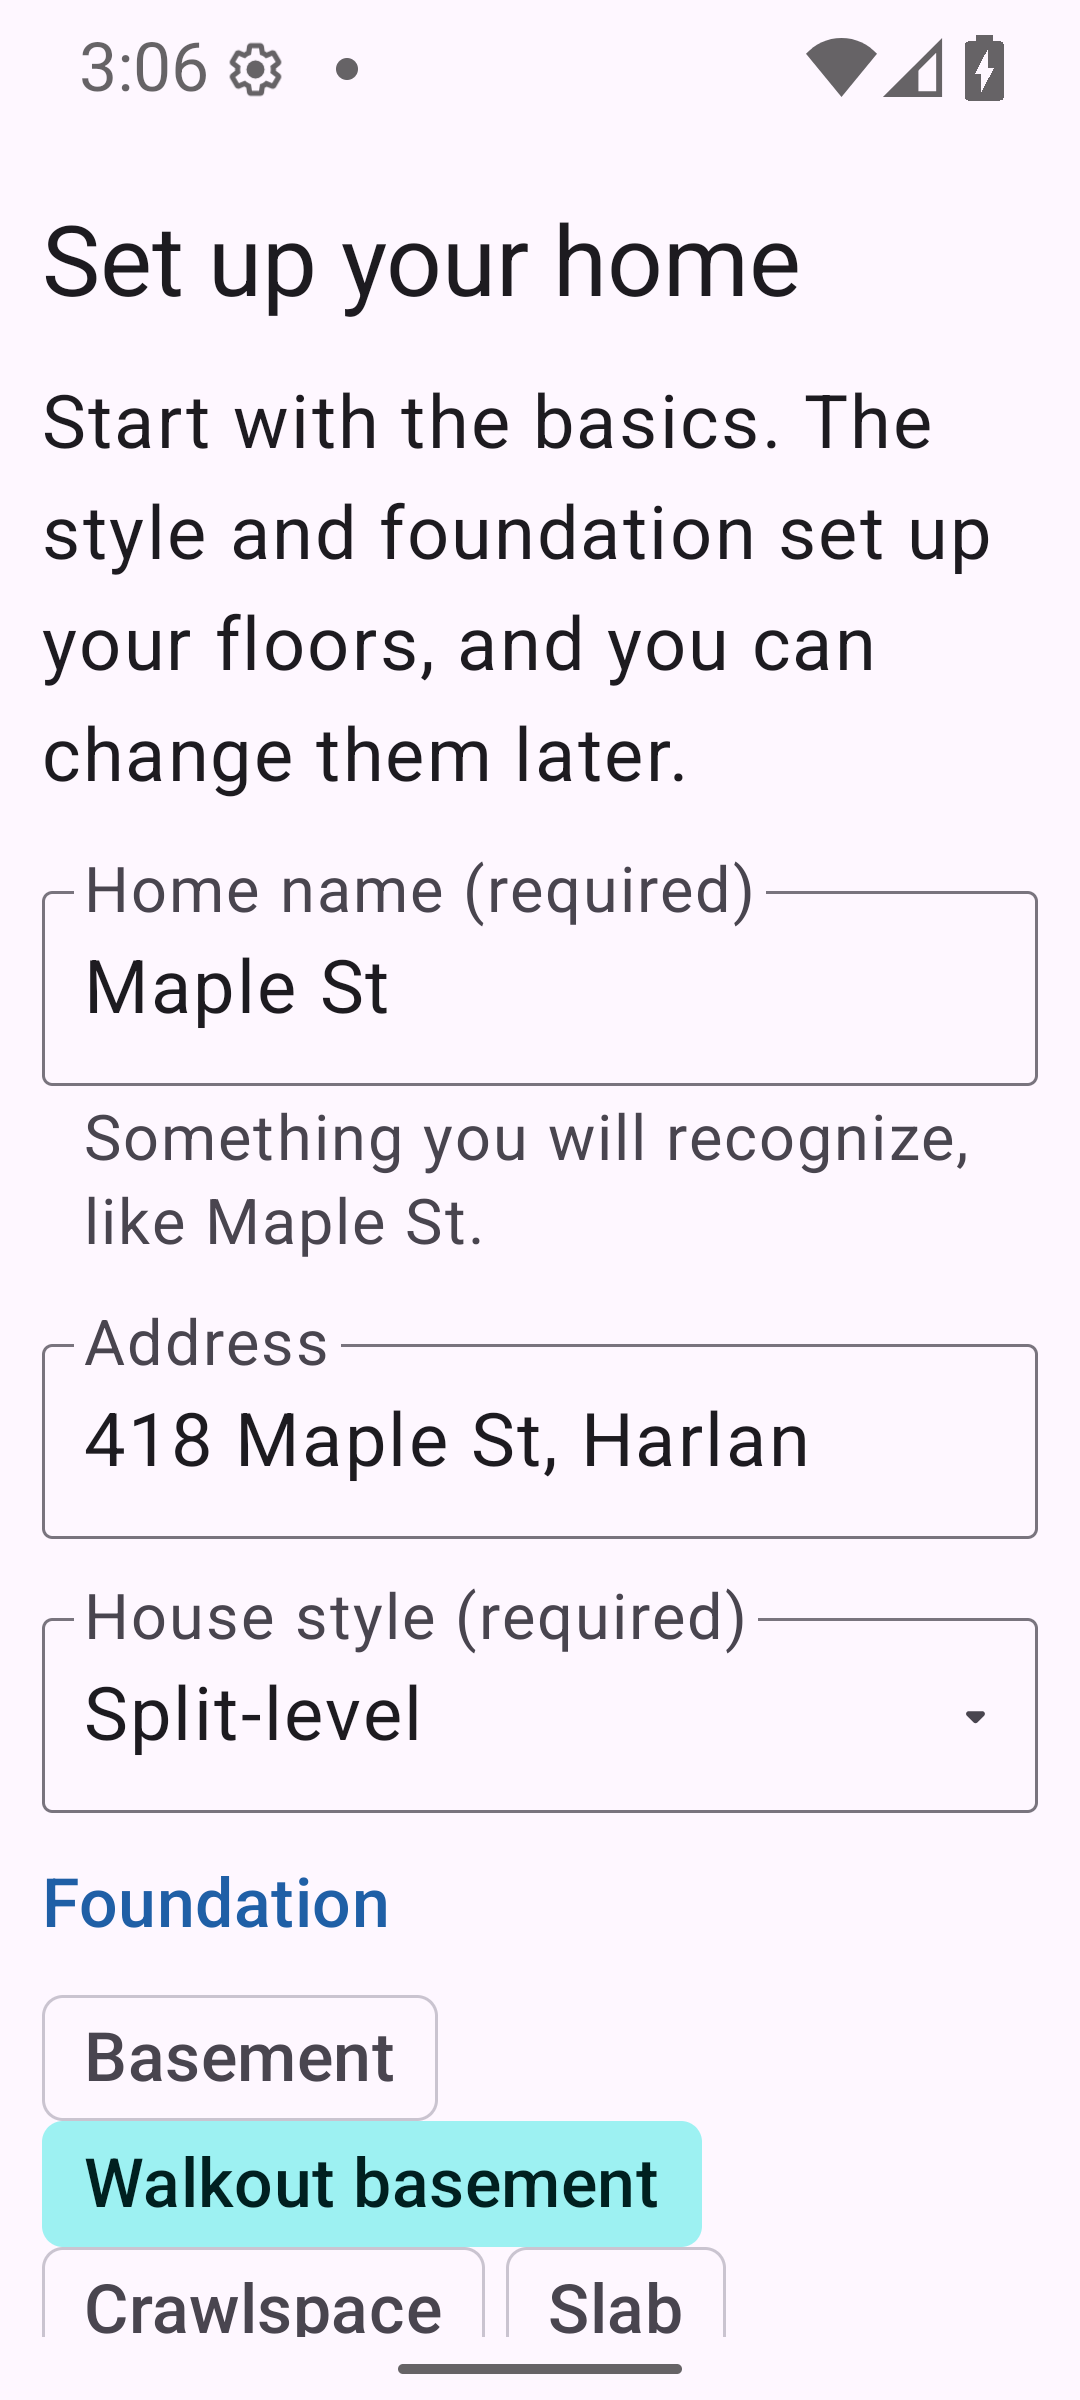 3:06
Set up your home
Start with the basics. The
style and foundation set up
your floors, and you can
change them later.
Home name (required)
Maple St
Something you will recognize,
like Maple St.
Address
418 Maple St, Harlan
House style (required)
Split-level
Foundation
Basement
Walkout basement
Crawlspace
Slab